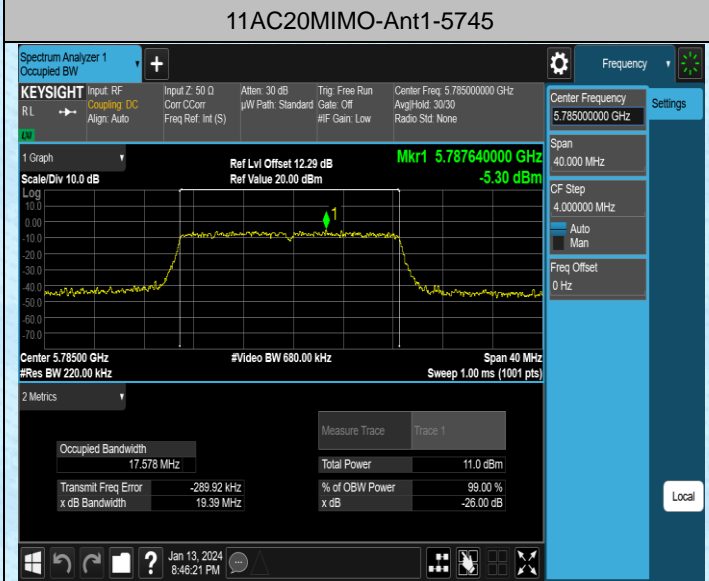 11AC20MIMO-Ant1-5745
Spectrum Analyzer 1
Occupied BW
+
Frequency
KEYSIGHT
RL
LXI
Input: RF
Coupling: DC
Align: Auto
Input Z: 50 Ω
Corr CCorr
Freq Ref: Int (S)
Atten: 30 dB
µW Path: Standard
Trig: Free Run
Gate: Off
#IF Gain: Low
Center Freq: 5.785000000 GHz
Avg|Hold: 30/30
Radio Std: None
Center Frequency
5.785000000 GHz
Settings
Span
40.000 MHz
CF Step
4.000000 MHz
Auto
Man
Freq Offset
0 Hz
1 Graph
Scale/Div 10.0 dB
Ref Lvl Offset 12.29 dB
Ref Value 20.00 dBm
Mkr1 5.787640000 GHz
-5.30 dBm
Log
10.0
0.00
-10.0
-20.0
-30.0
-40.0
-50.0
-60.0
-70.0
1
Center 5.78500 GHz
#Video BW 680.00 kHz
Span 40 MHz
#Res BW 220.00 kHz
Sweep 1.00 ms (1001 pts)
2 Metrics
Measure Trace
Trace 1
Occupied Bandwidth
17.578 MHz
Total Power
11.0 dBm
Transmit Freq Error
-289.92 kHz
% of OBW Power
99.00 %
x dB Bandwidth
19.39 MHz
x dB
-26.00 dB
Local
?
Jan 13, 2024
8:46:21 PM